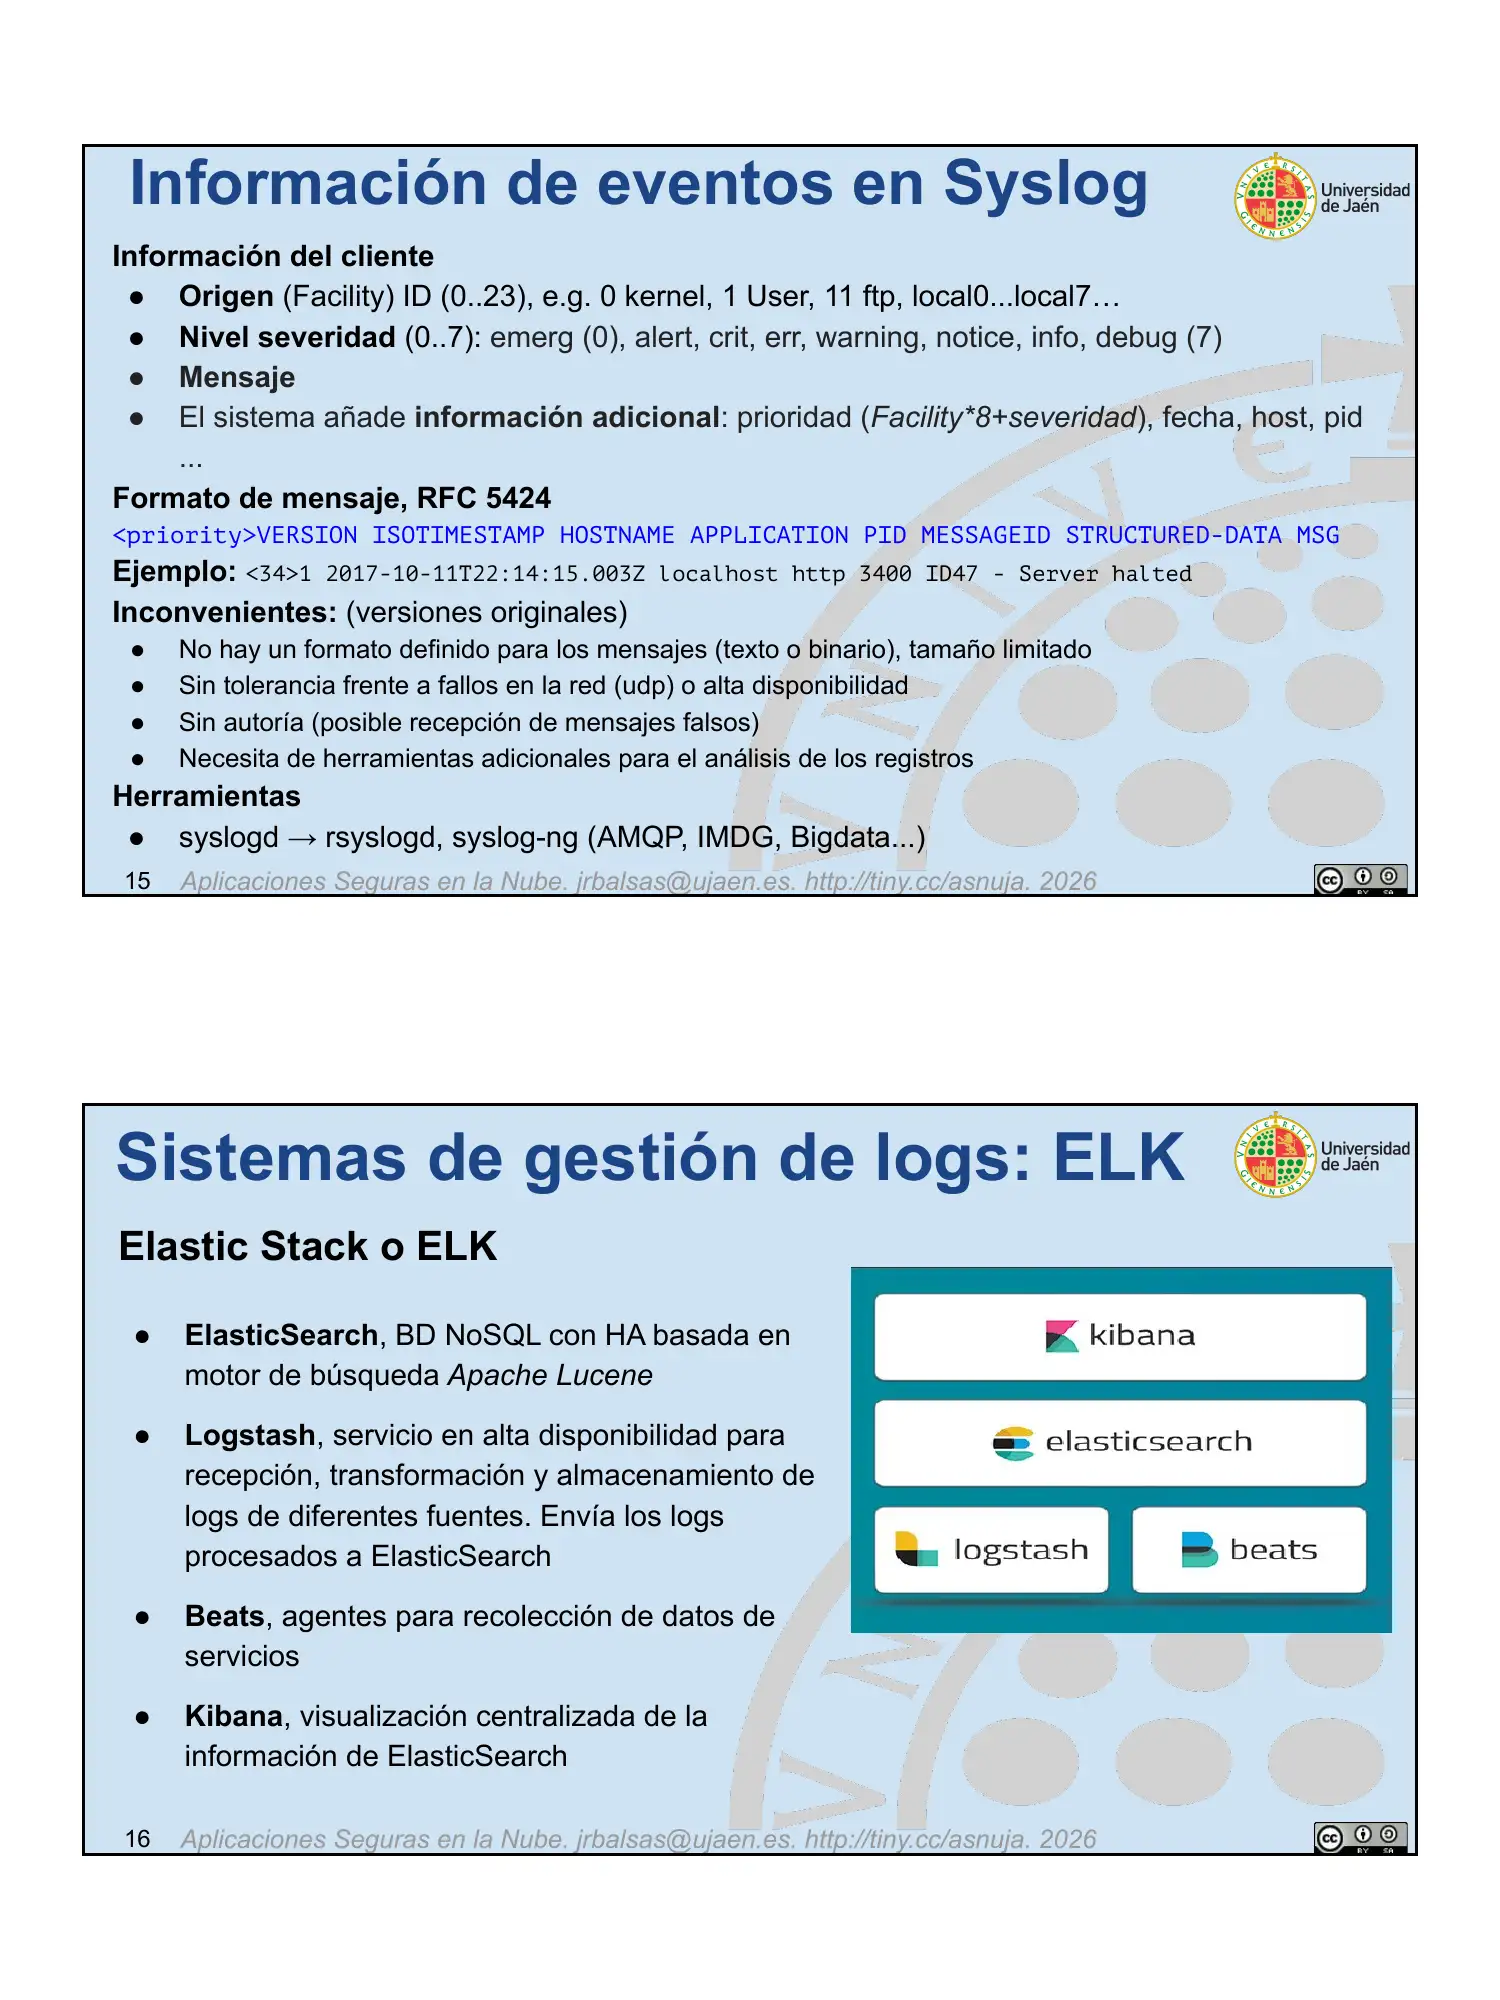 Información de eventos en Syslog
Universidad
de Jaén
Información del cliente
● Origen (Facility) ID (0..23), e.g. 0 kernel, 1 User, 11 ftp, local0...local7…
● Nivel severidad (0..7): emerg (0), alert, crit, err, warning, notice, info, debug (7)
● Mensaje
● El sistema añade información adicional: prioridad (Facility*8+severidad), fecha, host, pid
...
Formato de mensaje, RFC 5424
<priority>VERSION ISOTIMESTAMP HOSTNAME APPLICATION PID MESSAGEID STRUCTURED-DATA MSG
Ejemplo: <34>1 2017-10-11T22:14:15.003Z localhost http 3400 ID47 - Server halted
Inconvenientes: (versiones originales)
● No hay un formato definido para los mensajes (texto o binario), tamaño limitado
● Sin tolerancia frente a fallos en la red (udp) o alta disponibilidad
● Sin autoría (posible recepción de mensajes falsos)
● Necesita de herramientas adicionales para el análisis de los registros
Herramientas
● syslogd → rsyslogd, syslog-ng (AMQP, IMDG, Bigdata...)
15 Aplicaciones Seguras en la Nube. jrbalsas@ujaen.es. http://tiny.cc/asnuja. 2026
cc BY SA
Sistemas de gestión de logs: ELK
Universidad
de Jaén
Elastic Stack o ELK
● ElasticSearch, BD NoSQL con HA basada en
motor de búsqueda Apache Lucene
● Logstash, servicio en alta disponibilidad para
recepción, transformación y almacenamiento de
logs de diferentes fuentes. Envía los logs
procesados a ElasticSearch
● Beats, agentes para recolección de datos de
servicios
● Kibana, visualización centralizada de la
información de ElasticSearch
kibana
elasticsearch
logstash beats
16 Aplicaciones Seguras en la Nube. jrbalsas@ujaen.es. http://tiny.cc/asnuja. 2026
cc BY SA